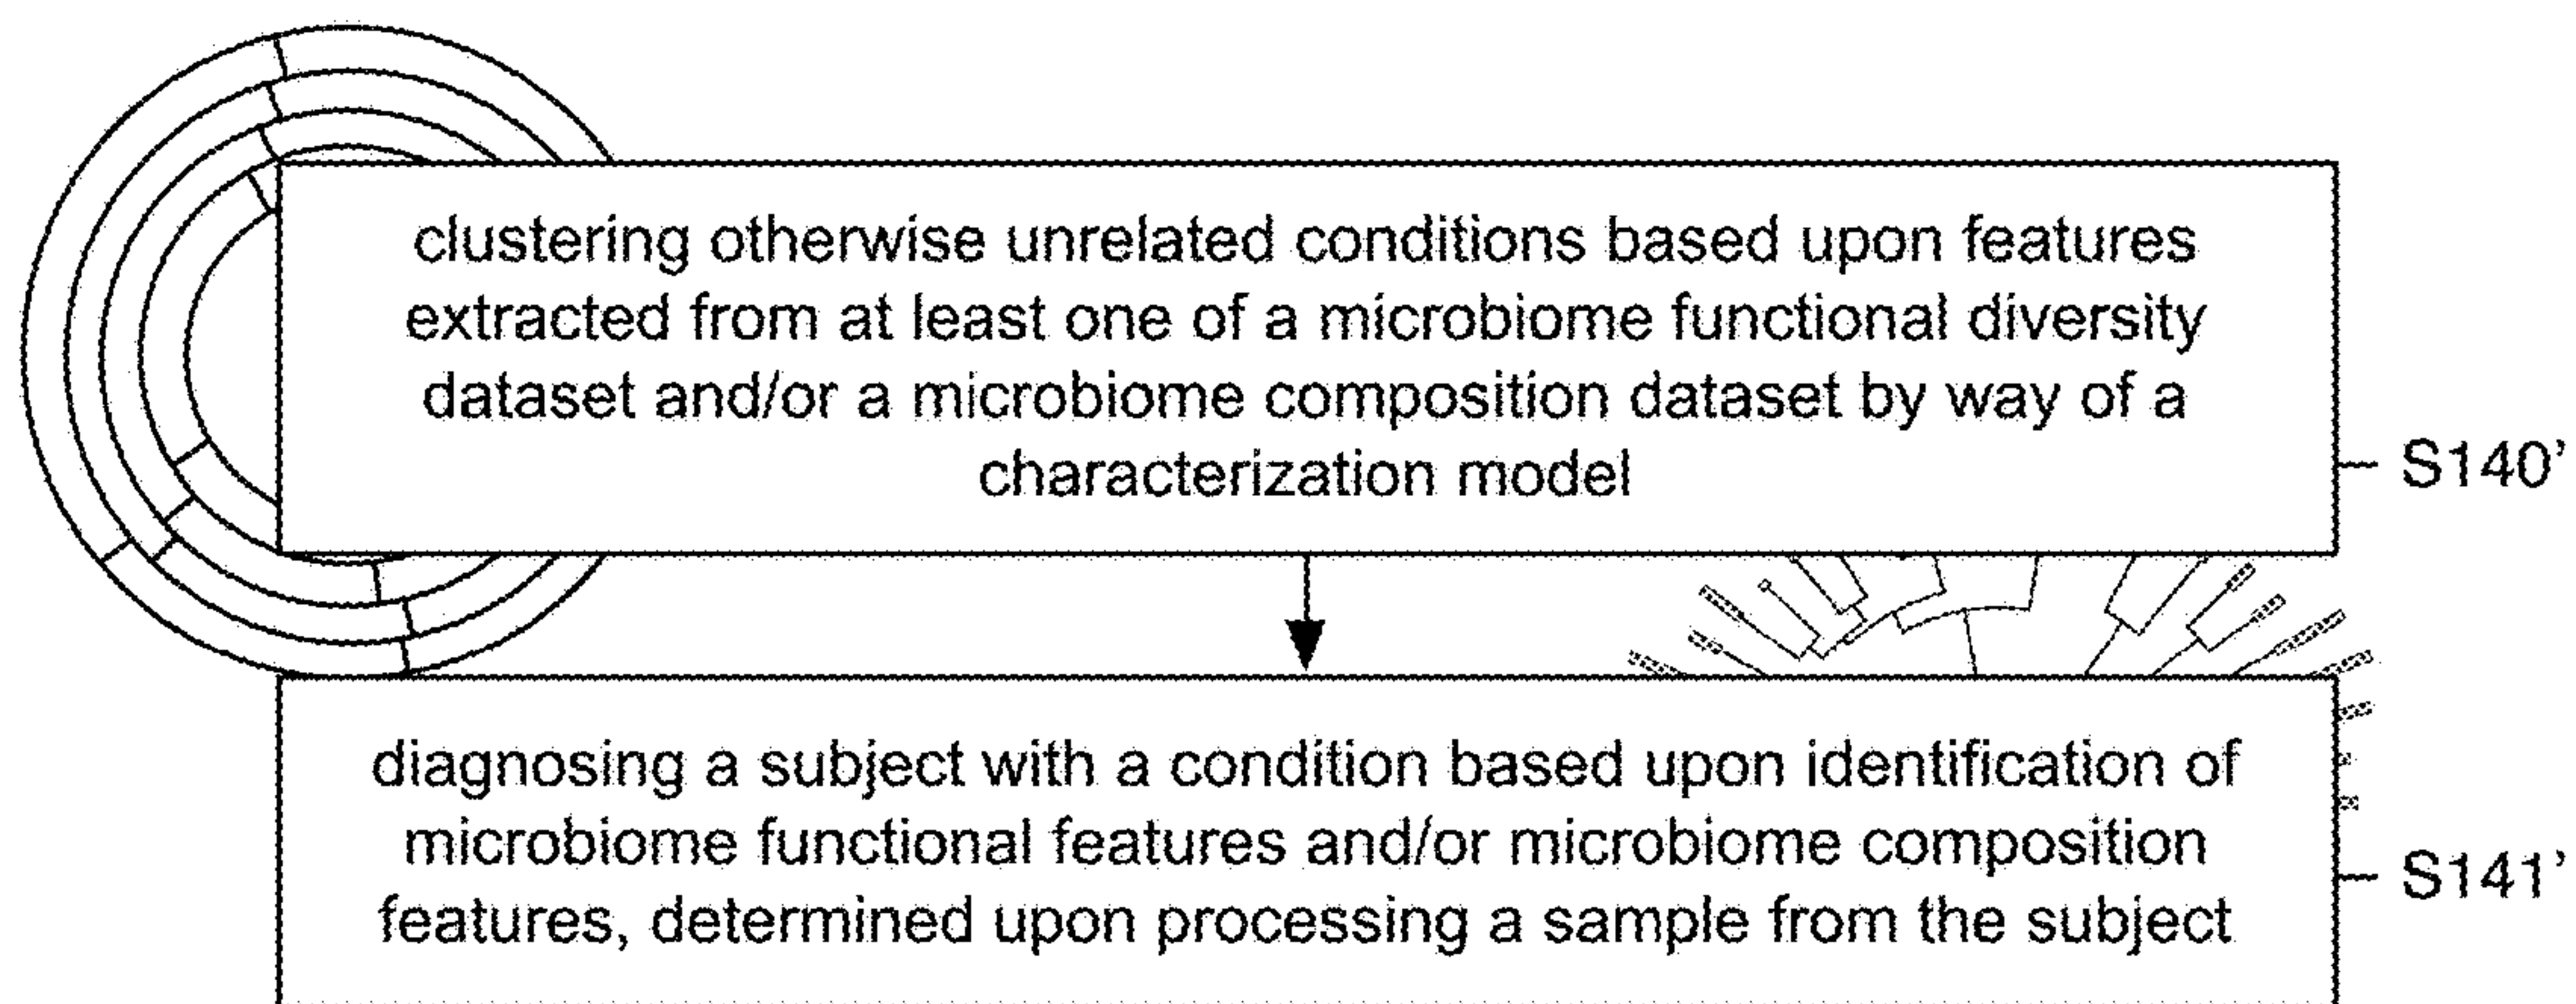 clustering otherwise unrelated conditions based upon features
extracted from at least one of a microbiome functional diversity
dataset and/or a microbiome composition dataset by way of a
characterization model
S140’
diagnosing a subject with a condition based upon identification of
microbiome functional features and/or microbiome composition
features, determined upon processing a sample from the subject
S141’